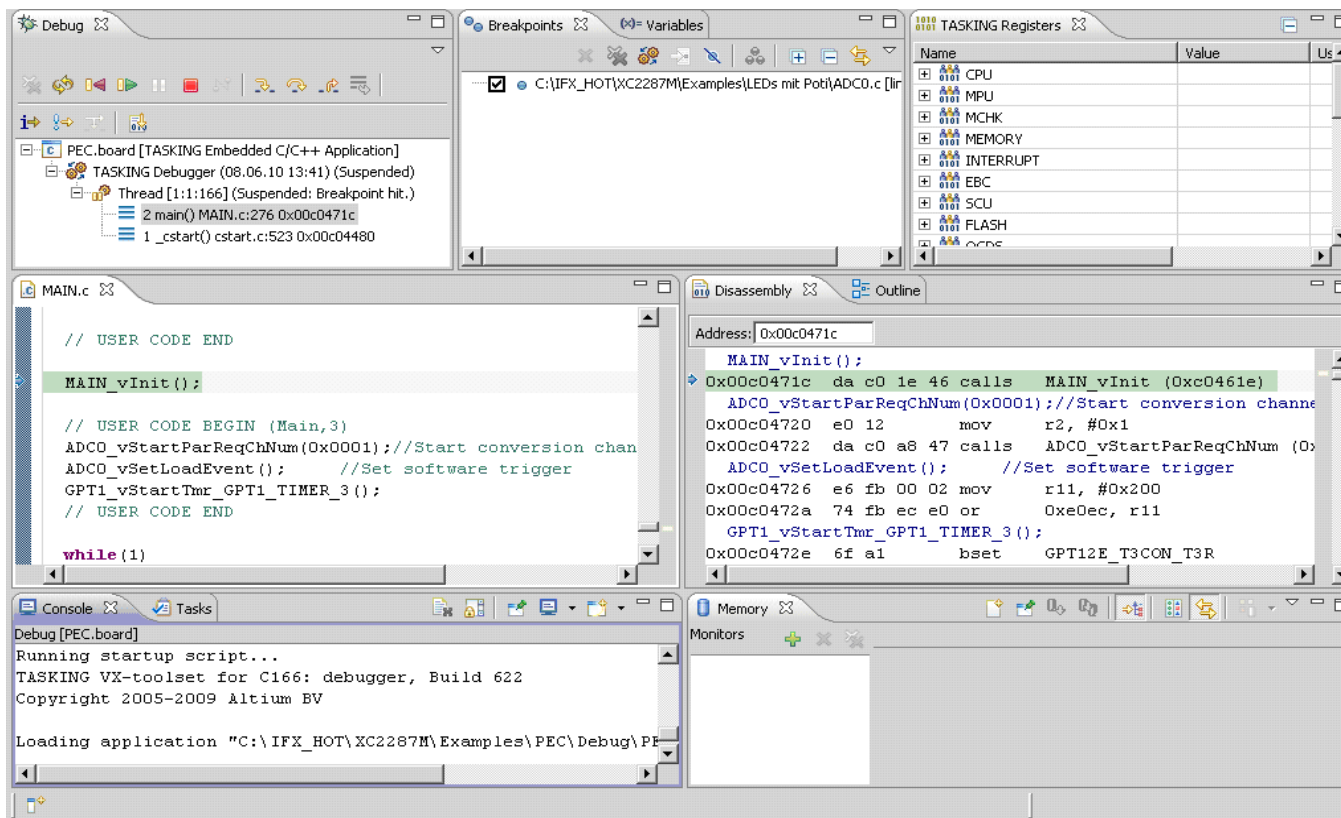 Debug
PEC.board [TASKING Embedded C/C++ Application]
TASKING Debugger (08.06.10 13:41) (Suspended)
Thread [1:1:166] (Suspended: Breakpoint hit.)
2 main() MAIN.c:276 0x00c0471c
1 _cstart() cstart.c:523 0x00c04480
Breakpoints (x)= Variables
C:\IFX_HOT\XC2287M\Examples\LEDs mit Poti\ADC0.c [lin
TASKING Registers
Name Value Us
CPU
MPU
MCHK
MEMORY
INTERRUPT
EBC
SCU
FLASH
OCDS
MAIN.c
// USER CODE END
MAIN_vInit();
// USER CODE BEGIN (Main,3)
ADC0_vStartParReqChNum(0x0001);//Start conversion chan
ADC0_vSetLoadEvent(); //Set software trigger
GPT1_vStartTmr_GPT1_TIMER_3();
// USER CODE END
while(1)
Disassembly Outline
Address: 0x00c0471c
MAIN_vInit();
0x00c0471c da c0 1e 46 calls MAIN_vInit (0xc0461e)
ADC0_vStartParReqChNum(0x0001);//Start conversion channe
0x00c04720 e0 12 mov r2, #0x1
0x00c04722 da c0 a8 47 calls ADC0_vStartParReqChNum (0x
ADC0_vSetLoadEvent(); //Set software trigger
0x00c04726 e6 fb 00 02 mov r11, #0x200
0x00c0472a 74 fb ec e0 or 0xe0ec, r11
GPT1_vStartTmr_GPT1_TIMER_3();
0x00c0472e 6f a1 bset GPT12E_T3CON_T3R
Console Tasks
Debug [PEC.board]
Running startup script...
TASKING VX-toolset for C166: debugger, Build 622
Copyright 2005-2009 Altium BV
Loading application "C:\IFX_HOT\XC2287M\Examples\PEC\Debug\PE
Memory
Monitors